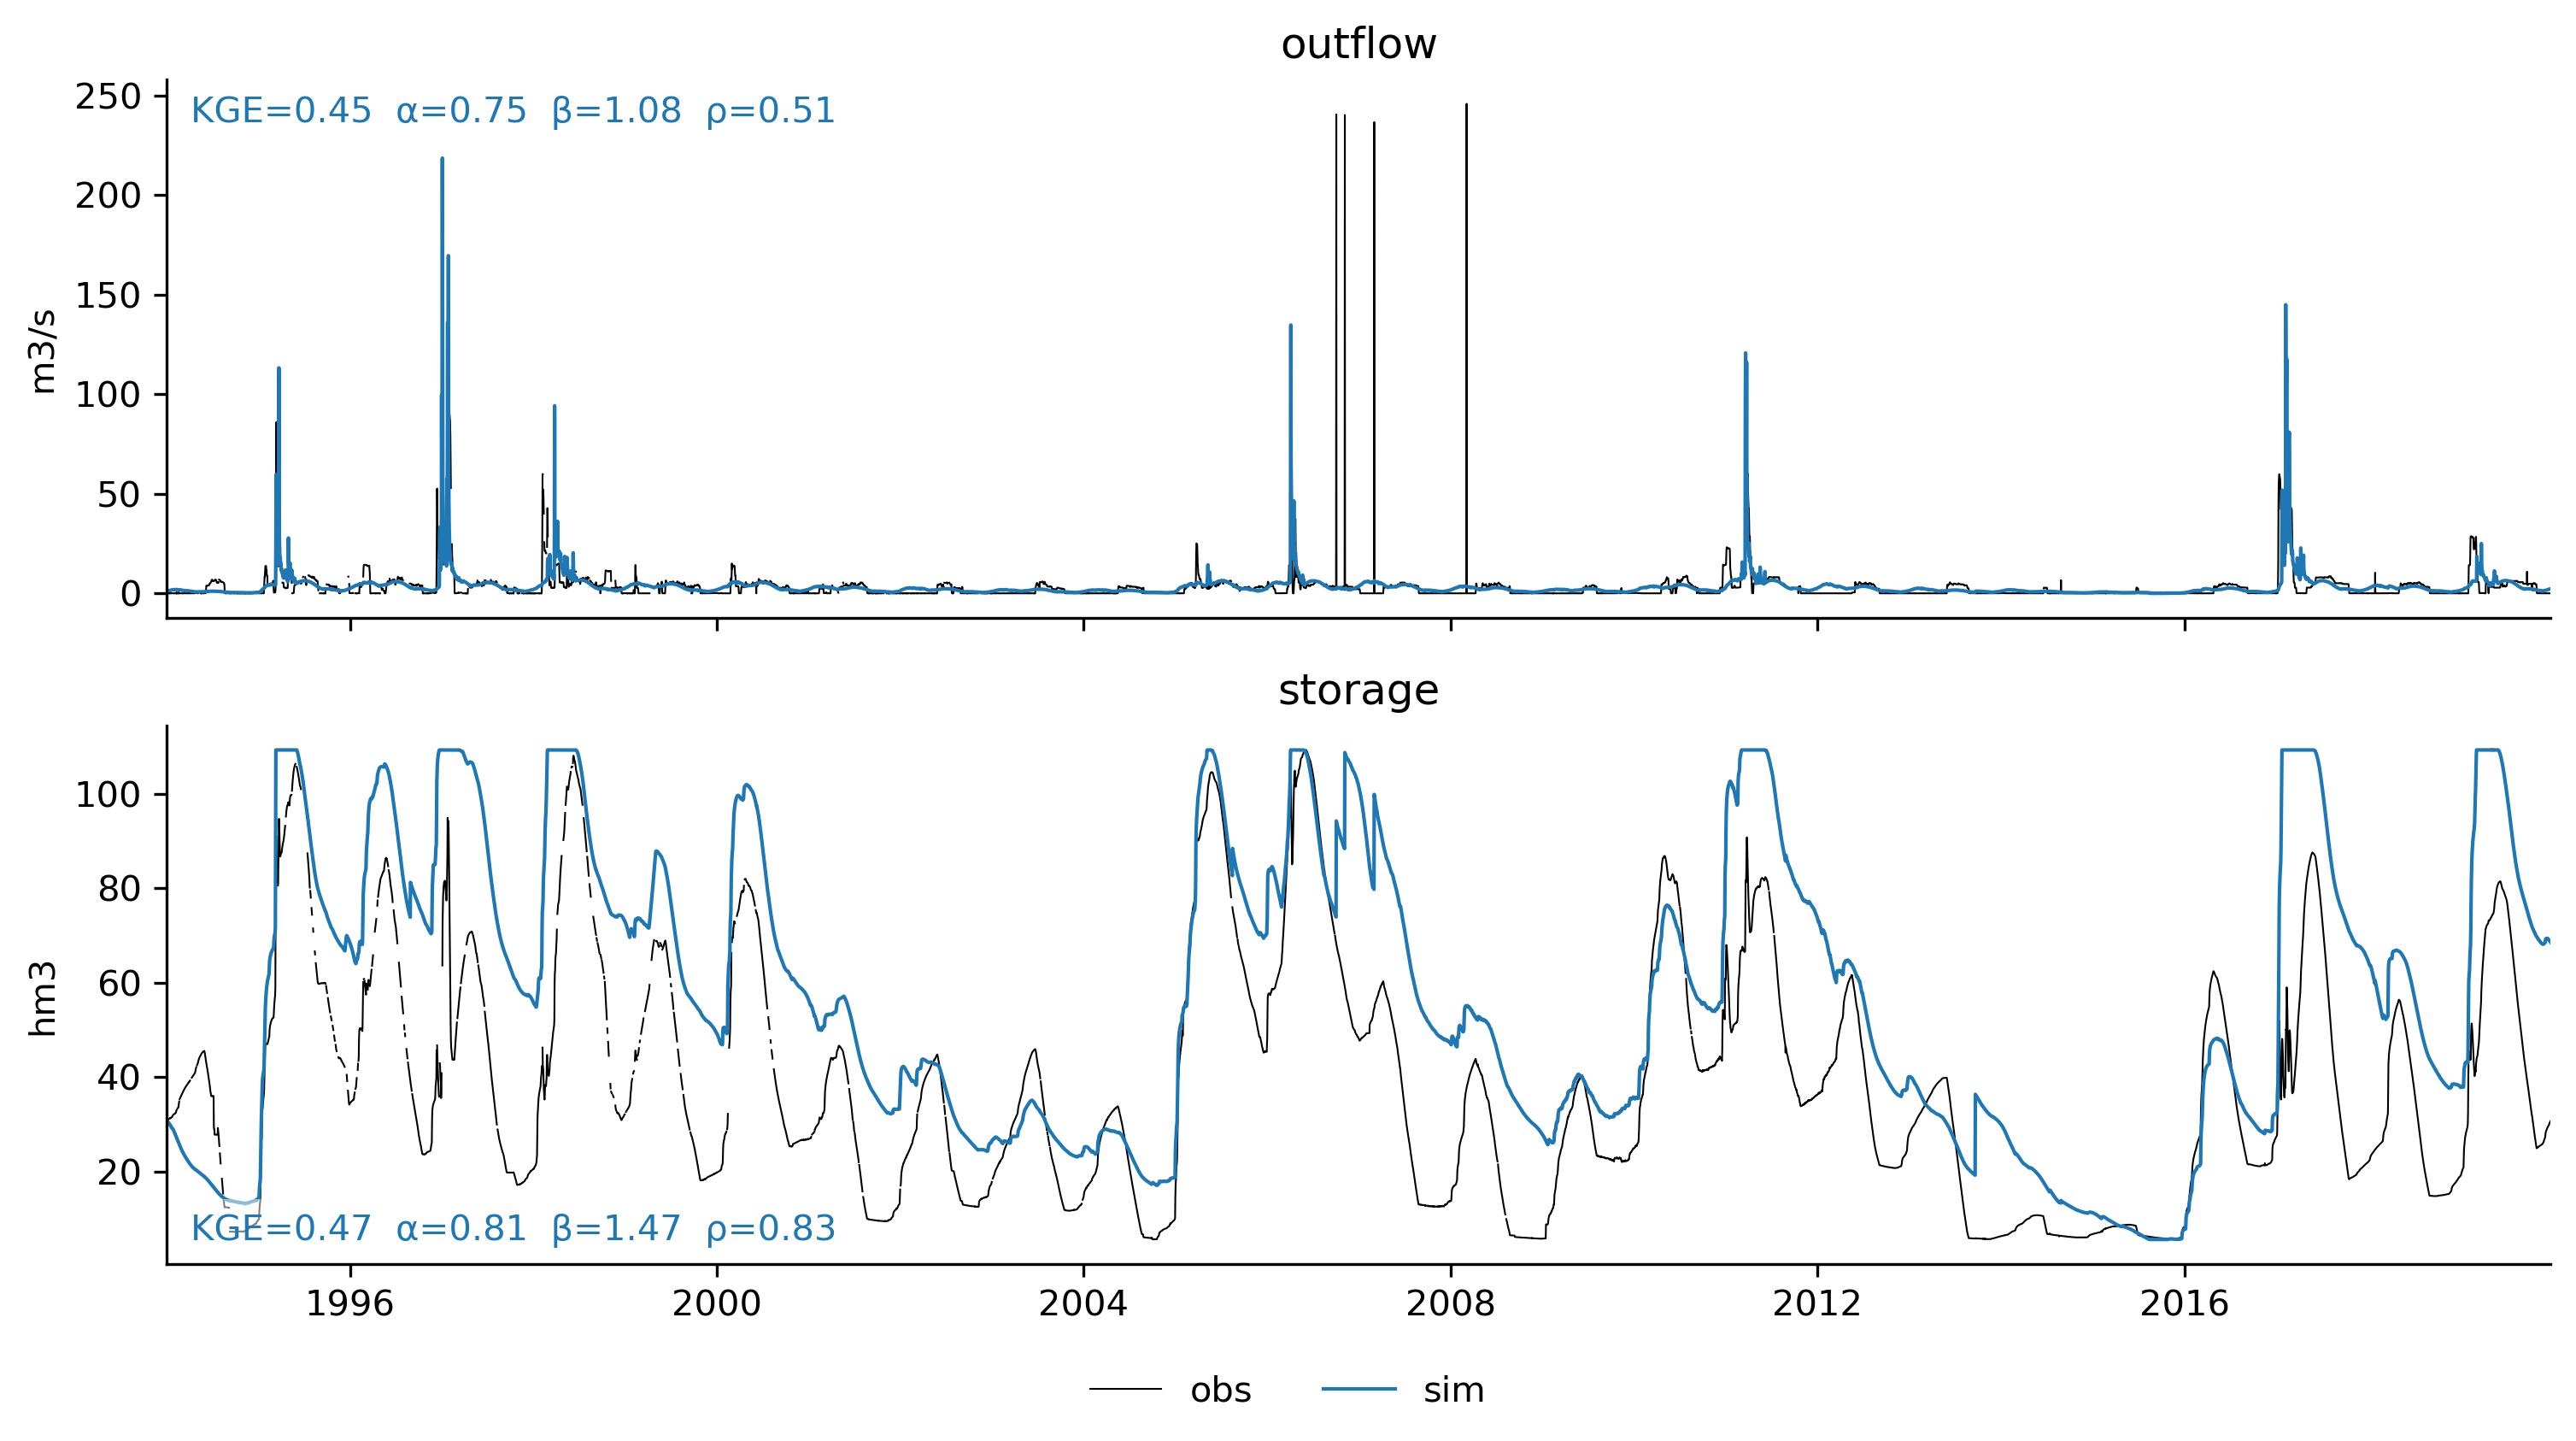 outflow
250
200
150
100
50
0
m3/s
KGE=0.45 α=0.75 β=1.08 ρ=0.51
storage
100
80
60
40
20
hm3
KGE=0.47 α=0.81 β=1.47 ρ=0.83
1996 2000 2004 2008 2012 2016
obs sim